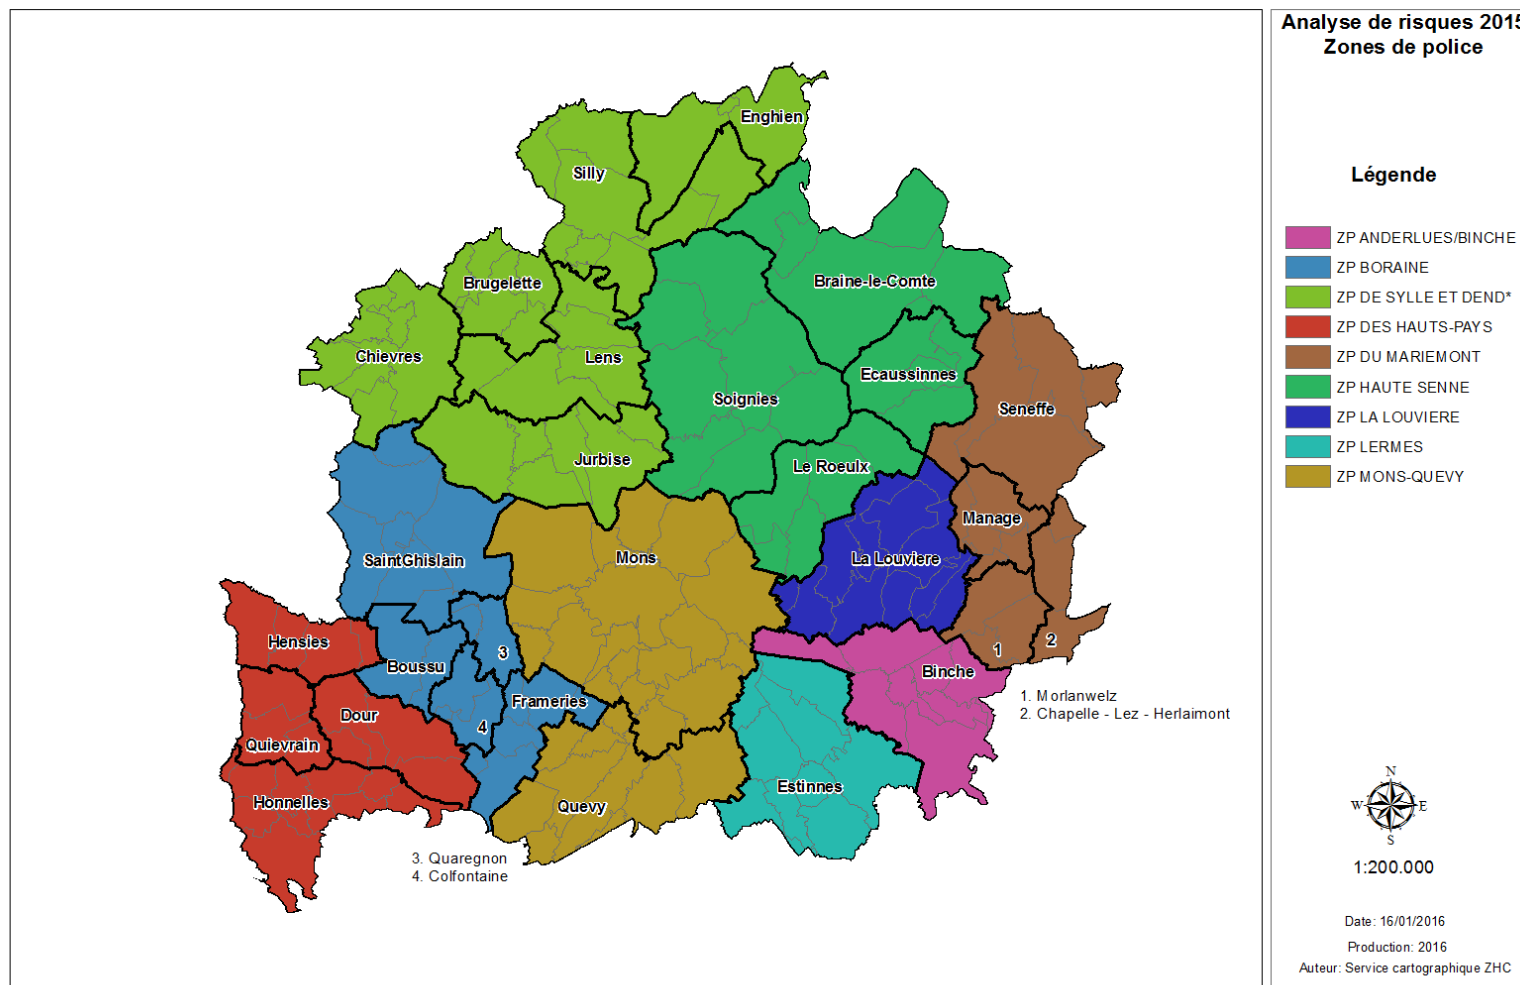 Analyse de risques 2015
Zones de police
Légende
ZP ANDERLUES/BINCHE
ZP BORAINE
ZP DE SYLLE ET DEND*
ZP DES HAUTS-PAYS
ZP DU MARIEMONT
ZP HAUTE SENNE
ZP LA LOUVIERE
ZP LERMES
ZP MONS-QUEVY
Enghien
Silly
Brugelette
Braine-le-Comte
Chievres
Lens
Ecaussinnes
Soignies
Seneffe
Jurbise
Le Roeulx
Manage
Mons
SaintGhislain
La Louviere
Hensies
3
1
2
Boussu
Binche
Frameries
1. Morlanwelz
2. Chapelle - Lez - Herlaimont
Dour
4
Quievrain
Estinnes
Honnelles
Quevy
3. Quaregnon
4. Colfontaine
N
W
E
S
1:200.000
Date: 16/01/2016
Production: 2016
Auteur: Service cartographique ZHC